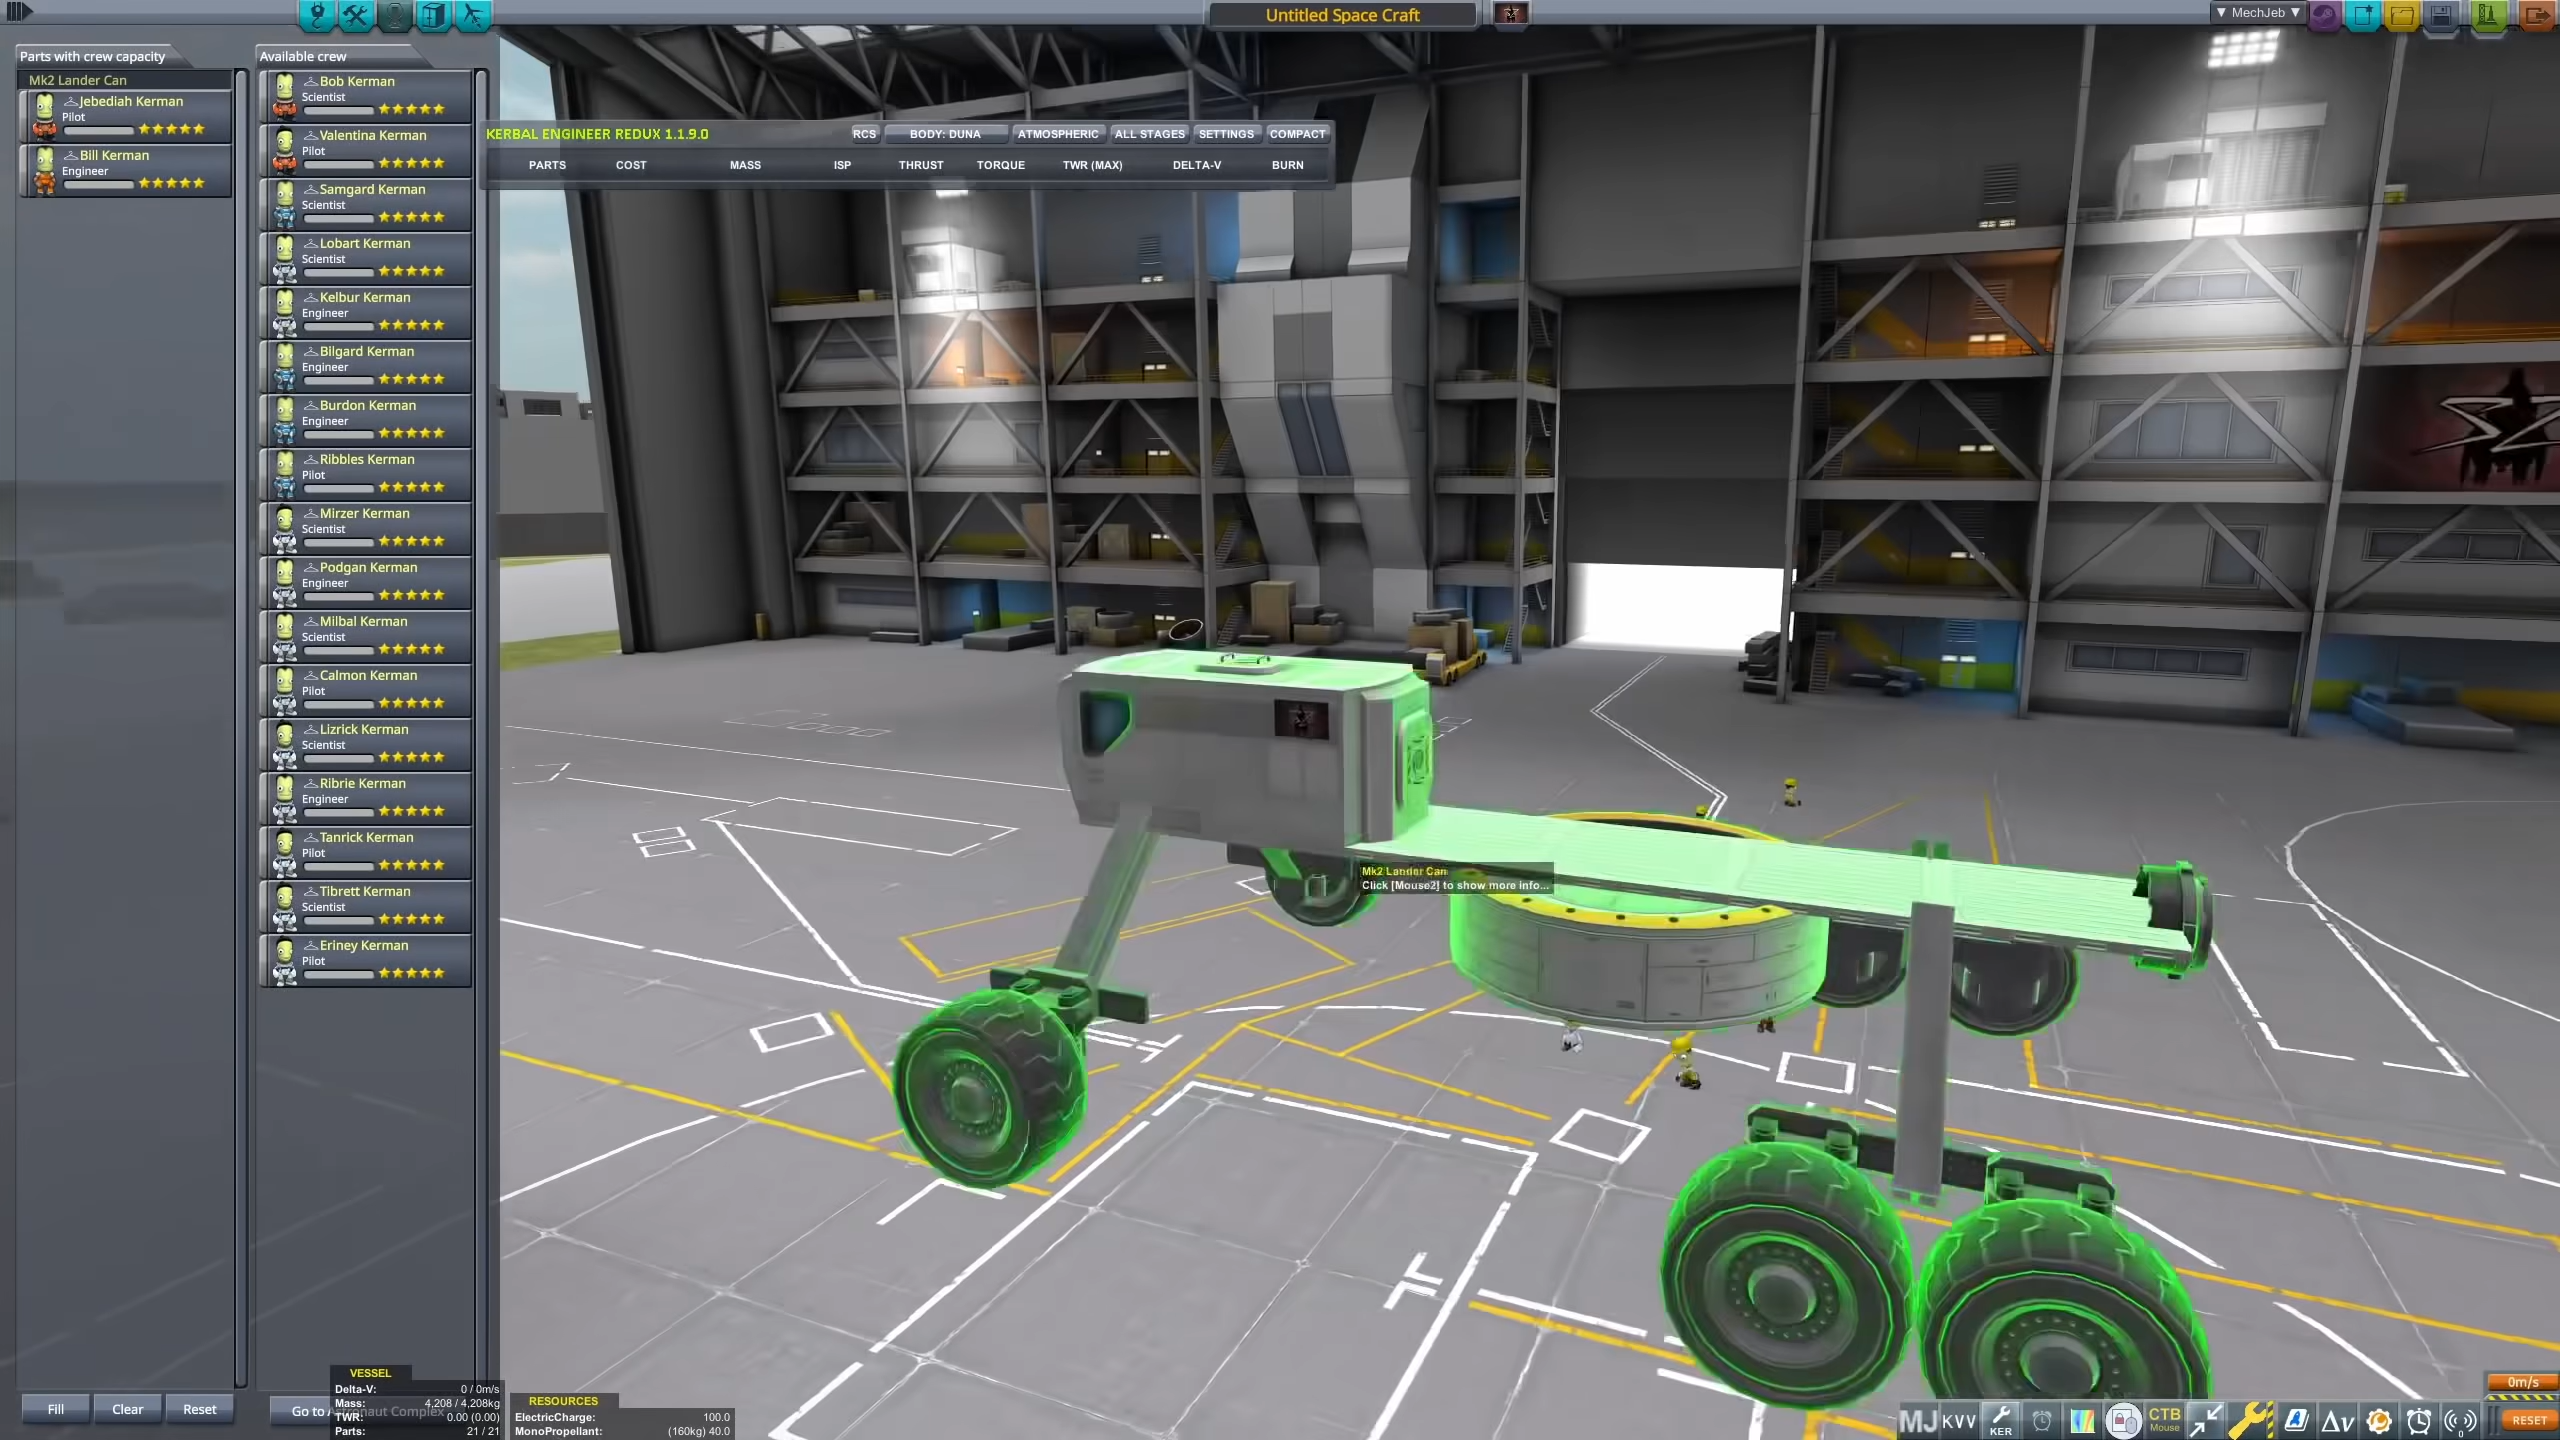 Untitled Space Craft
▼ MechJeb ▼
Parts with crew capacity
Mk2 Lander Can
Jebediah Kerman
Pilot
Bill Kerman
Engineer
Available crew
Bob Kerman
Scientist
Valentina Kerman
Pilot
Samgard Kerman
Scientist
Lobart Kerman
Scientist
Kelbur Kerman
Engineer
Bilgard Kerman
Engineer
Burdon Kerman
Engineer
Ribbles Kerman
Pilot
Mirzer Kerman
Scientist
Podgan Kerman
Engineer
Milbal Kerman
Scientist
Calmon Kerman
Pilot
Lizrick Kerman
Scientist
Ribrie Kerman
Engineer
Tanrick Kerman
Pilot
Tibrett Kerman
Scientist
Eriney Kerman
Pilot
KERBAL ENGINEER REDUX 1.1.9.0
RCS BODY: DUNA ATMOSPHERIC ALL STAGES SETTINGS COMPACT
PARTS COST MASS ISP THRUST TORQUE TWR (MAX) DELTA-V BURN
Mk2 Lander Can
Click [Mouse2] to show more info...
Fill Clear Reset
Go to Astronaut Complex
VESSEL
Delta-V: 0 / 0m/s
Mass: 4,208 / 4,208kg
TWR: 0.00 (0.00)
Parts: 21 / 21
RESOURCES
ElectricCharge: 100.0
MonoPropellant: (160kg) 40.0
0m/s
MJ KVV KER CTB Mouse Δv RESET